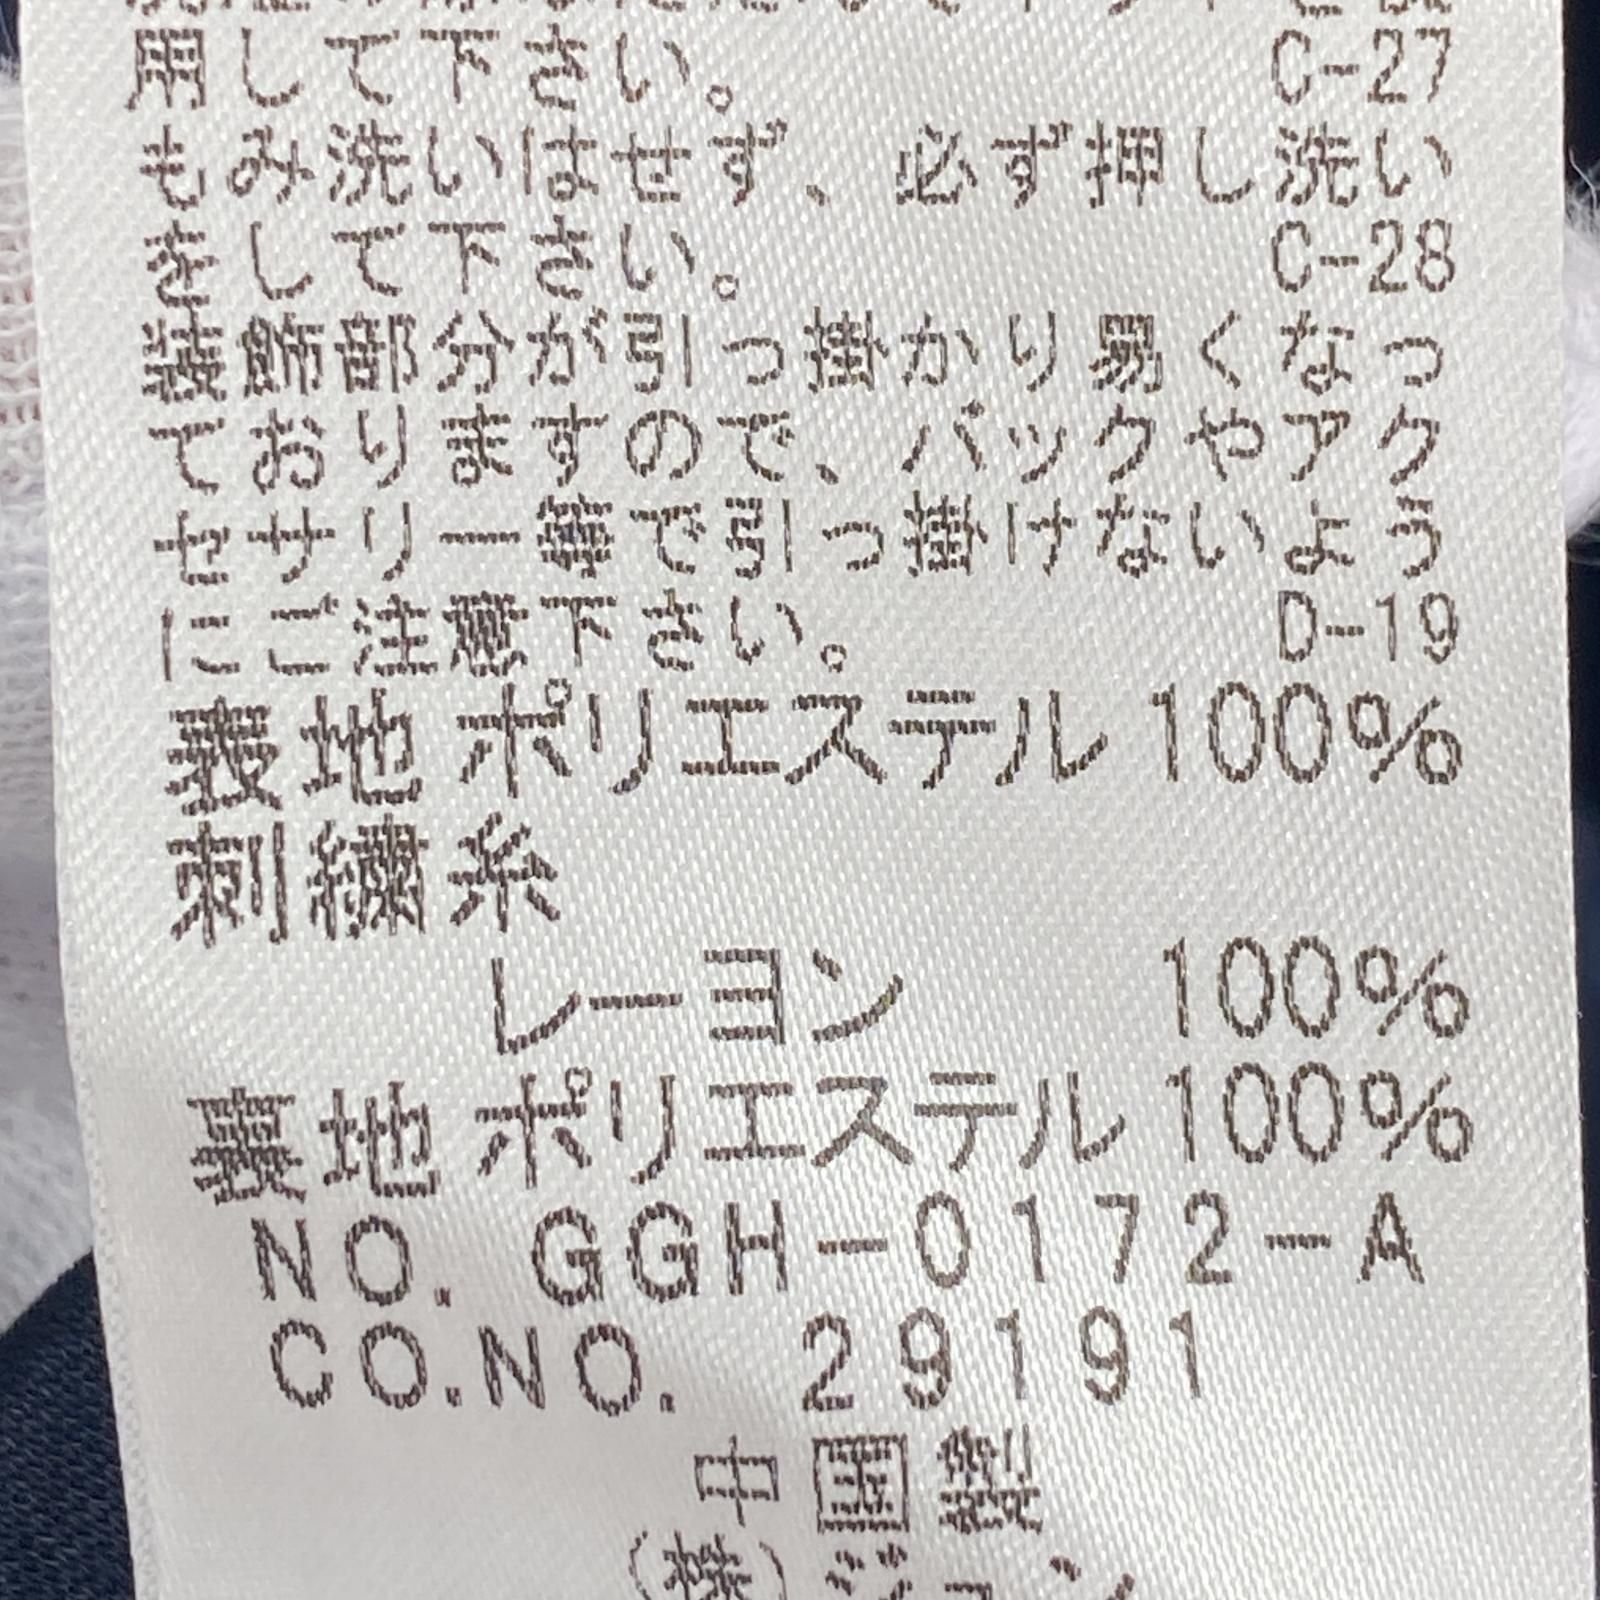 用して下さい。 C-27
もみ洗いはせず、必ず押し洗い
をして下さい。 C-28
装飾部分が引っ掛かり易くなっ
ておりますので、バックやアク
セサリー等で引っ掛けないよう
にご注意下さい。 D-19
裏地 ポリエステル 100%
刺繍糸
レーヨン 100%
裏地 ポリエステル 100%
NO. GGH-0172-A
CO.NO. 29191
中国製